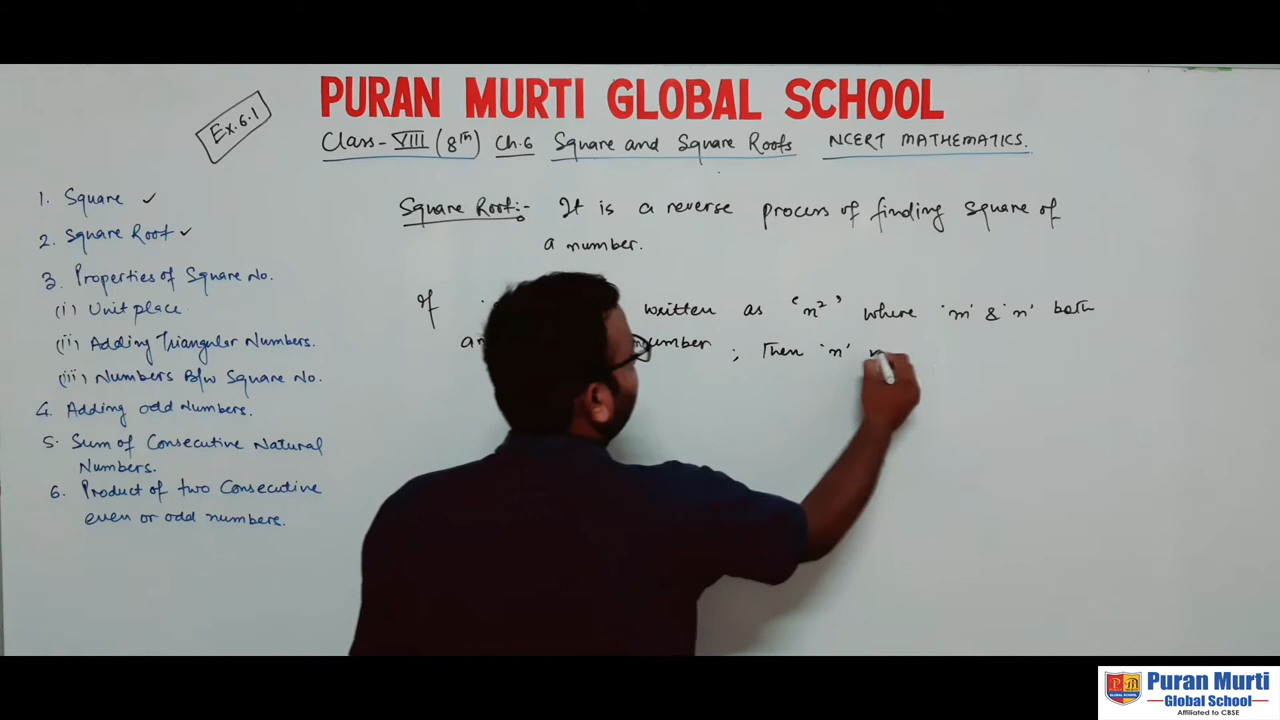 PURAN MURTI GLOBAL SCHOOL
Ex.6.1
Class-VIII (8th) Ch.6 Square and Square Roots NCERT MATHEMATICS.
1. Square ✓
2. Square Root ✓
3. Properties of Square No.
(i) Unit place.
(ii) Adding Triangular Numbers.
(iii) Numbers B/w Square No.
4. Adding odd Numbers.
5. Sum of Consecutive Natural
Numbers.
6. Product of two Consecutive
even or odd numbers.
Square Root:- It is a reverse process of finding square of
a number.
If written as 'n²' where 'm' & 'n' both
number ; Then 'n'
Puran Murti
Global School
Affiliated to CBSE